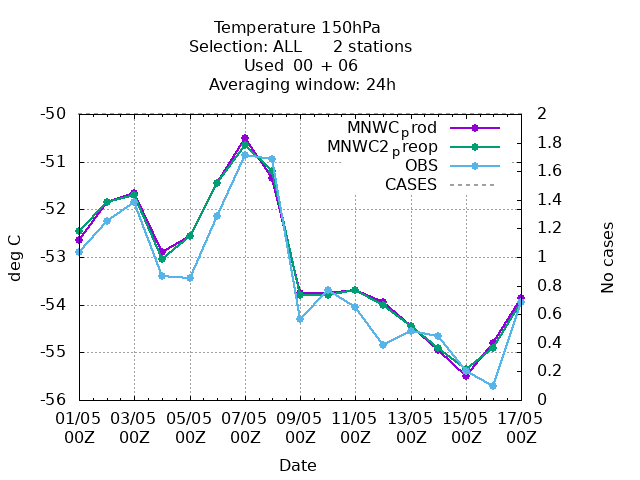 Temperature 150hPa
Selection: ALL 2 stations
Used 00 + 06
Averaging window: 24h
-50
-51
-52
-53
-54
-55
-56
2
1.8
1.6
1.4
1.2
1
0.8
0.6
0.4
0.2
0
MNWCprod
MNWC2preop
OBS
CASES
deg C
No cases
01/05 03/05 05/05 07/05 09/05 11/05 13/05 15/05 17/05
00Z 00Z 00Z 00Z 00Z 00Z 00Z 00Z 00Z
Date